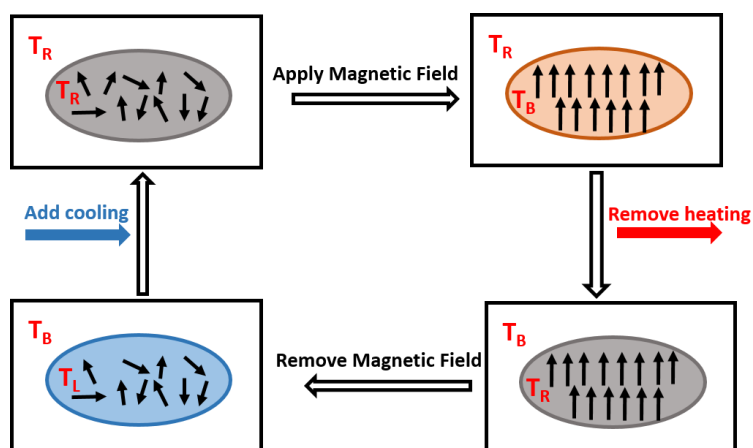 T_R
T_R
Apply Magnetic Field
T_R
T_B
Add cooling
Remove heating
T_B
T_L
Remove Magnetic Field
T_B
T_R